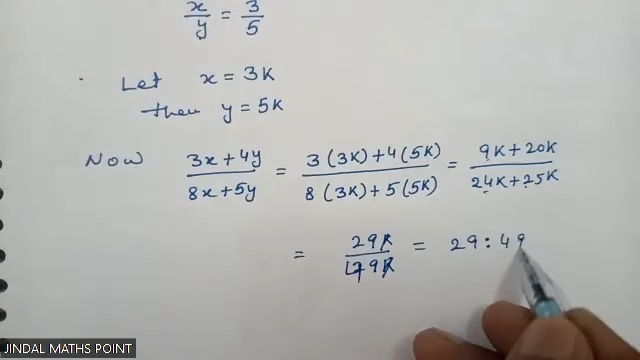 x/y = 3/5
Let x = 3K
then y = 5K
Now (3x+4y)/(8x+5y) = (3(3K)+4(5K))/(8(3K)+5(5K)) = (9K+20K)/(24K+25K)
= 29K/49K = 29:49
JINDAL MATHS POINT